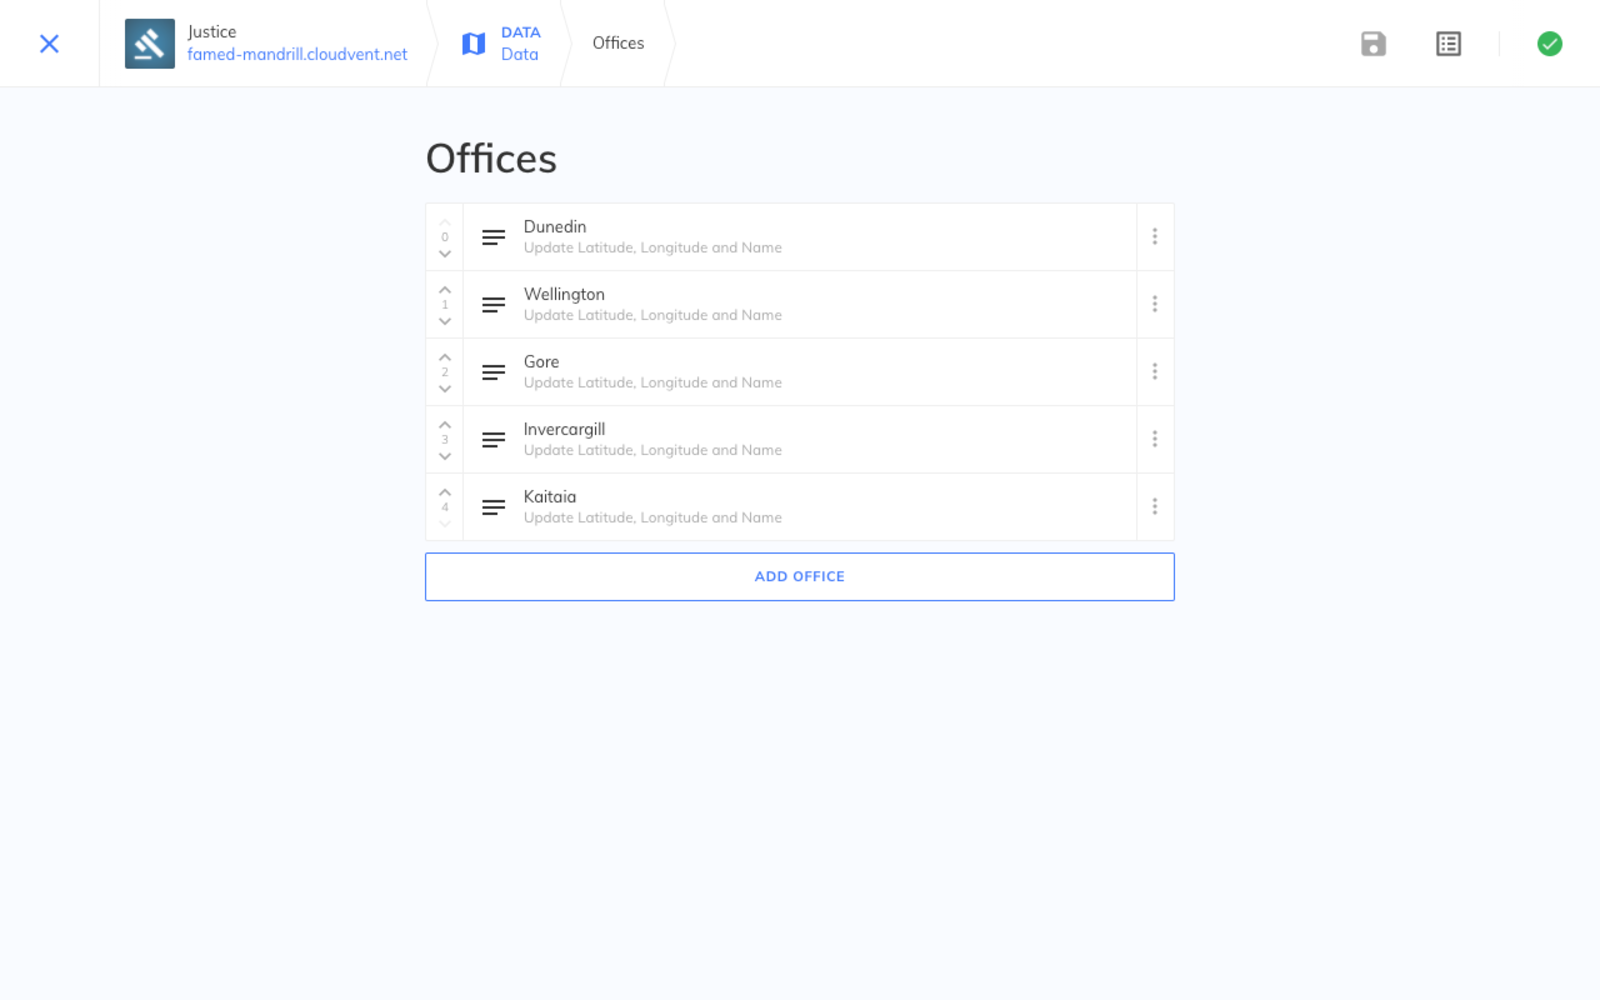 Justice
famed-mandrill.cloudvent.net
DATA
Data
Offices
Offices
0
Dunedin
Update Latitude, Longitude and Name
1
Wellington
Update Latitude, Longitude and Name
2
Gore
Update Latitude, Longitude and Name
3
Invercargill
Update Latitude, Longitude and Name
4
Kaitaia
Update Latitude, Longitude and Name
ADD OFFICE